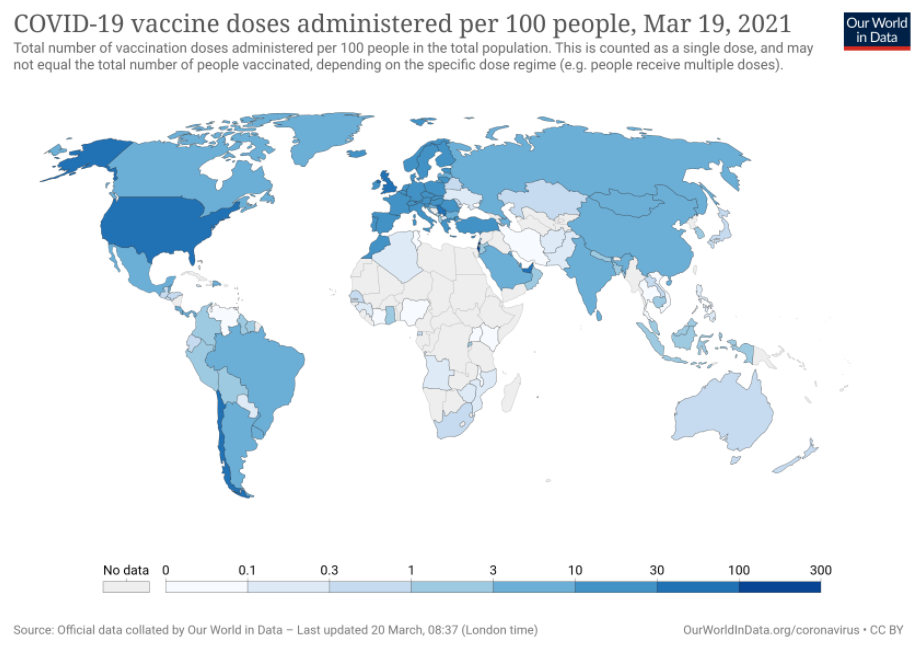 COVID-19 vaccine doses administered per 100 people, Mar 19, 2021
Our World
in Data
Total number of vaccination doses administered per 100 people in the total population. This is counted as a single dose, and may
not equal the total number of people vaccinated, depending on the specific dose regime (e.g. people receive multiple doses).
No data 0 0.1 0.3 1 3 10 30 100 300
Source: Official data collated by Our World in Data – Last updated 20 March, 08:37 (London time)
OurWorldInData.org/coronavirus • CC BY